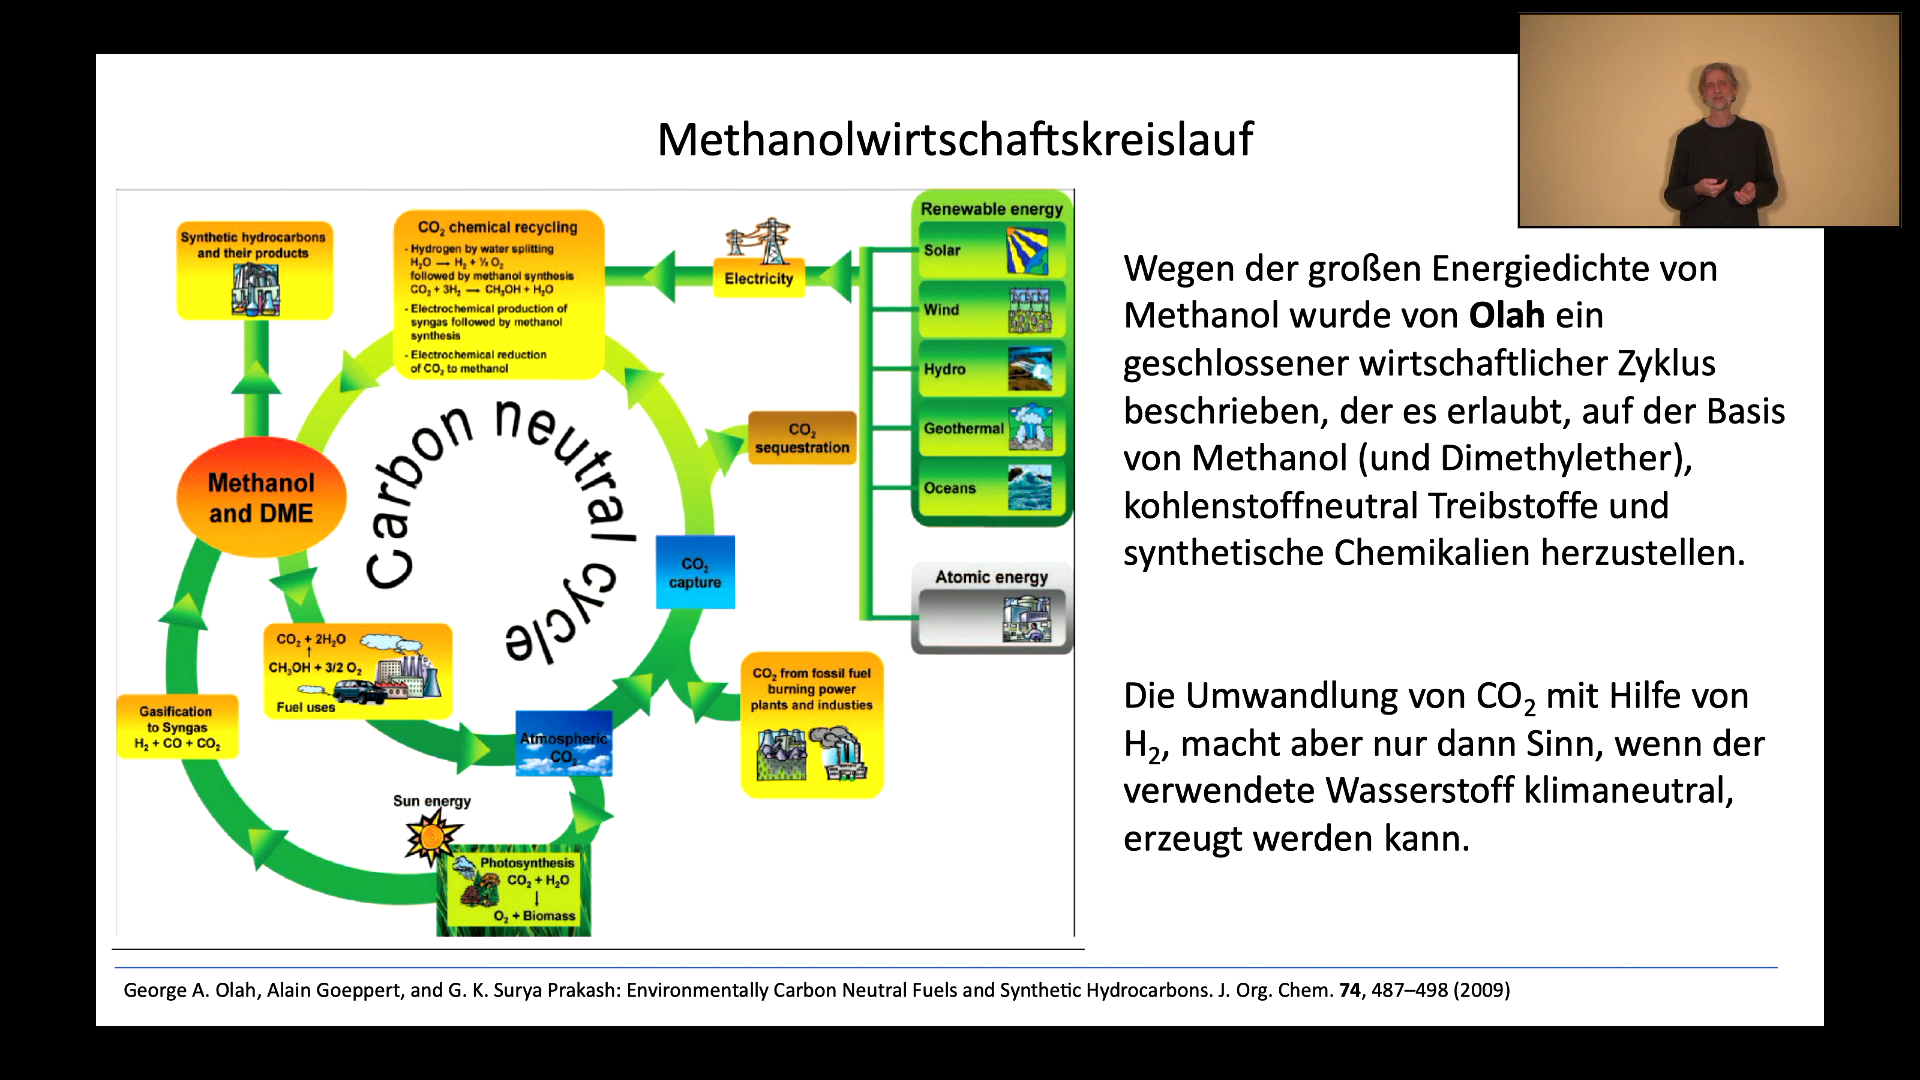 Methanolwirtschaftskreislauf
Synthetic hydrocarbons
and their products
CO₂ chemical recycling
- Hydrogen by water splitting
H₂O → H₂ + ½ O₂
followed by methanol synthesis
CO₂ + 3H₂ → CH₃OH + H₂O
- Electrochemical production of
syngas followed by methanol
synthesis
- Electrochemical reduction
of CO₂ to methanol
Electricity
Renewable energy
Solar
Wind
Hydro
Geothermal
Oceans
Atomic energy
CO₂
sequestration
Methanol
and DME
Carbon neutral cycle
CO₂
capture
CO₂ + 2H₂O
↑
CH₃OH + 3/2 O₂
Fuel uses
CO₂ from fossil fuel
burning power
plants and industies
Gasification
to Syngas
H₂ + CO + CO₂
Atmospheric
CO₂
Sun energy
Photosynthesis
CO₂ + H₂O
↓
O₂ + Biomass
Wegen der großen Energiedichte von
Methanol wurde von Olah ein
geschlossener wirtschaftlicher Zyklus
beschrieben, der es erlaubt, auf der Basis
von Methanol (und Dimethylether),
kohlenstoffneutral Treibstoffe und
synthetische Chemikalien herzustellen.
Die Umwandlung von CO₂ mit Hilfe von
H₂, macht aber nur dann Sinn, wenn der
verwendete Wasserstoff klimaneutral,
erzeugt werden kann.
George A. Olah, Alain Goeppert, and G. K. Surya Prakash: Environmentally Carbon Neutral Fuels and Synthetic Hydrocarbons. J. Org. Chem. 74, 487–498 (2009)